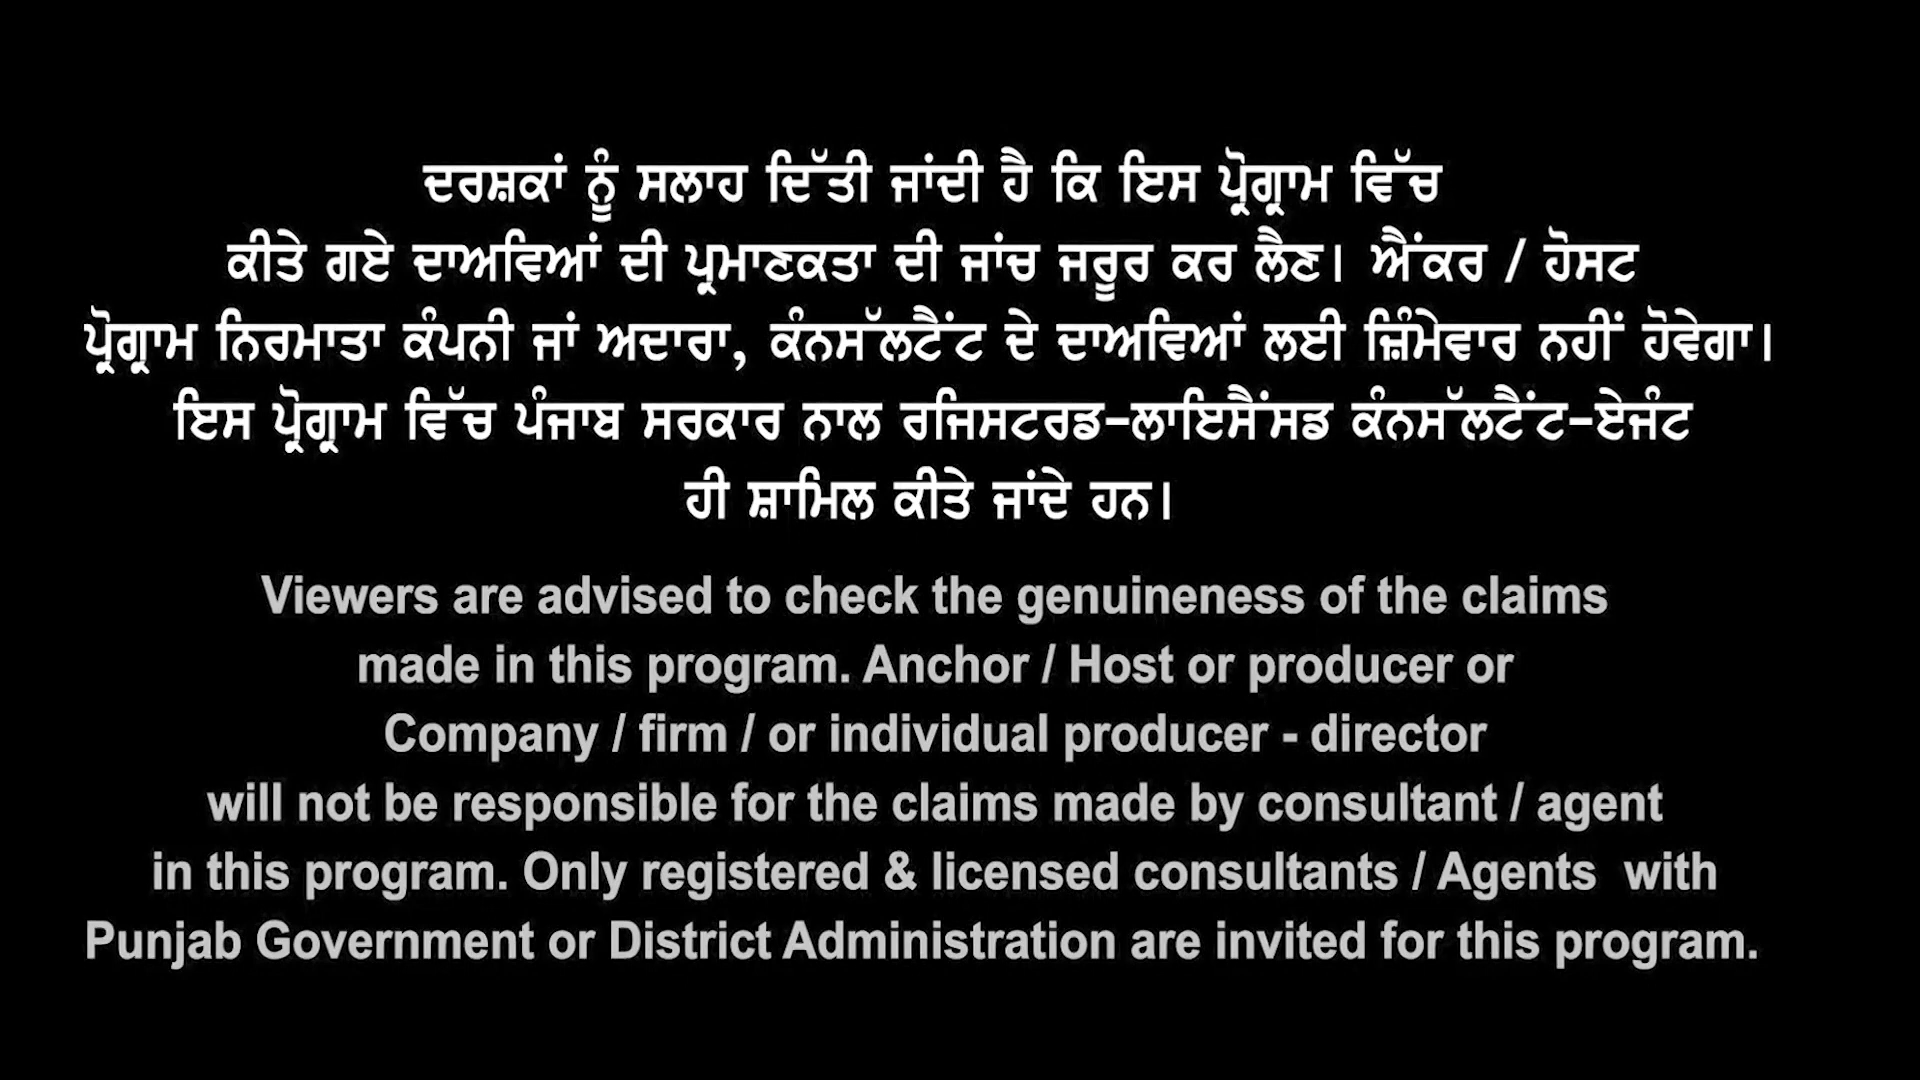 ਦਰਸ਼ਕਾਂ ਨੂੰ ਸਲਾਹ ਦਿੱਤੀ ਜਾਂਦੀ ਹੈ ਕਿ ਇਸ ਪ੍ਰੋਗ੍ਰਾਮ ਵਿੱਚ
ਕੀਤੇ ਗਏ ਦਾਅਵਿਆਂ ਦੀ ਪ੍ਰਮਾਣਕਤਾ ਦੀ ਜਾਂਚ ਜਰੂਰ ਕਰ ਲੈਣ। ਐਂਕਰ / ਹੋਸਟ
ਪ੍ਰੋਗ੍ਰਾਮ ਨਿਰਮਾਤਾ ਕੰਪਨੀ ਜਾਂ ਅਦਾਰਾ, ਕੰਨਸੱਲਟੈਂਟ ਦੇ ਦਾਅਵਿਆਂ ਲਈ ਜ਼ਿੰਮੇਵਾਰ ਨਹੀਂ ਹੋਵੇਗਾ।
ਇਸ ਪ੍ਰੋਗ੍ਰਾਮ ਵਿੱਚ ਪੰਜਾਬ ਸਰਕਾਰ ਨਾਲ ਰਜਿਸਟਰਡ-ਲਾਇਸੈਂਸਡ ਕੰਨਸੱਲਟੈਂਟ-ਏਜੰਟ
ਹੀ ਸ਼ਾਮਿਲ ਕੀਤੇ ਜਾਂਦੇ ਹਨ।
Viewers are advised to check the genuineness of the claims
made in this program. Anchor / Host or producer or
Company / firm / or individual producer - director
will not be responsible for the claims made by consultant / agent
in this program. Only registered & licensed consultants / Agents  with
Punjab Government or District Administration are invited for this program.